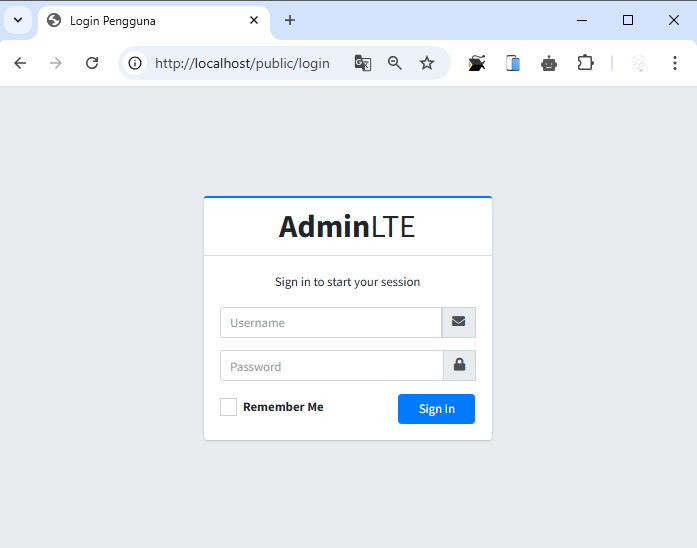 Login Pengguna
http://localhost/public/login
AdminLTE
Sign in to start your session
Username
Password
Remember Me
Sign In